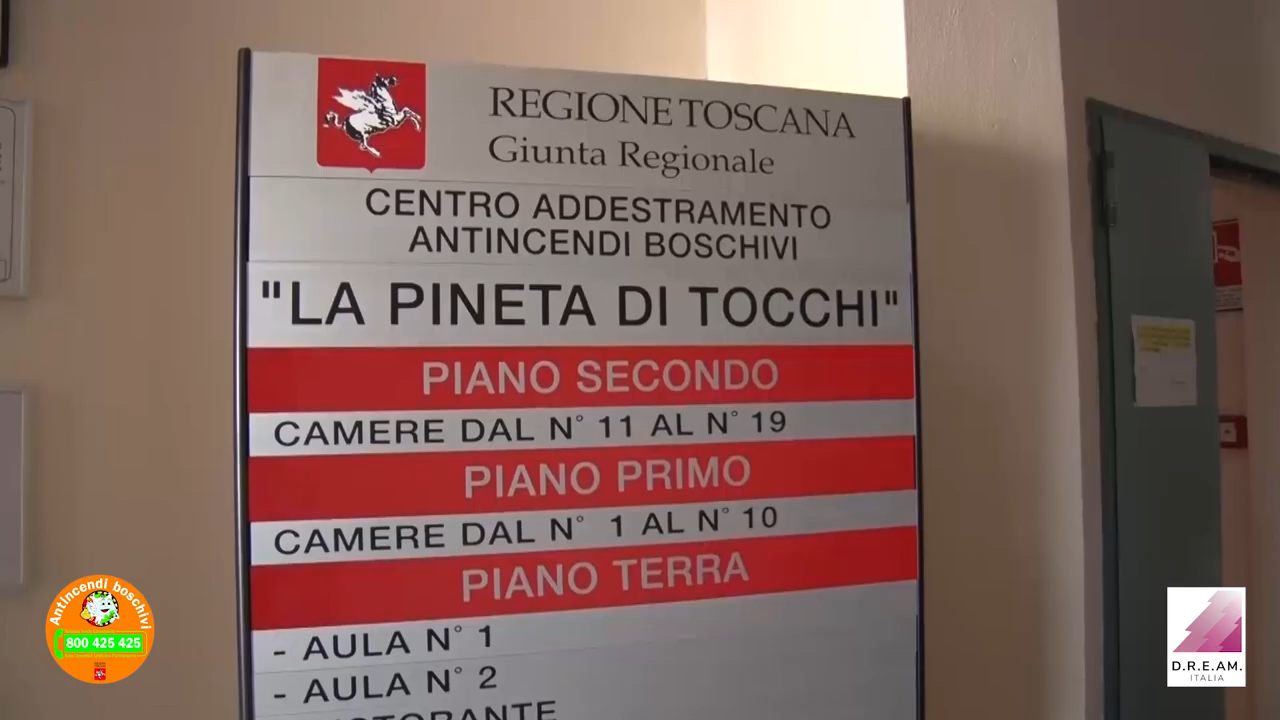 REGIONE TOSCANA
Giunta Regionale
CENTRO ADDESTRAMENTO
ANTINCENDI BOSCHIVI
"LA PINETA DI TOCCHI"
PIANO SECONDO
CAMERE DAL N° 11 AL N° 19
PIANO PRIMO
CAMERE DAL N° 1 AL N° 10
PIANO TERRA
- AULA N° 1
- AULA N° 2
Antincendi boschivi
800 425 425
D.R.E.AM.
ITALIA